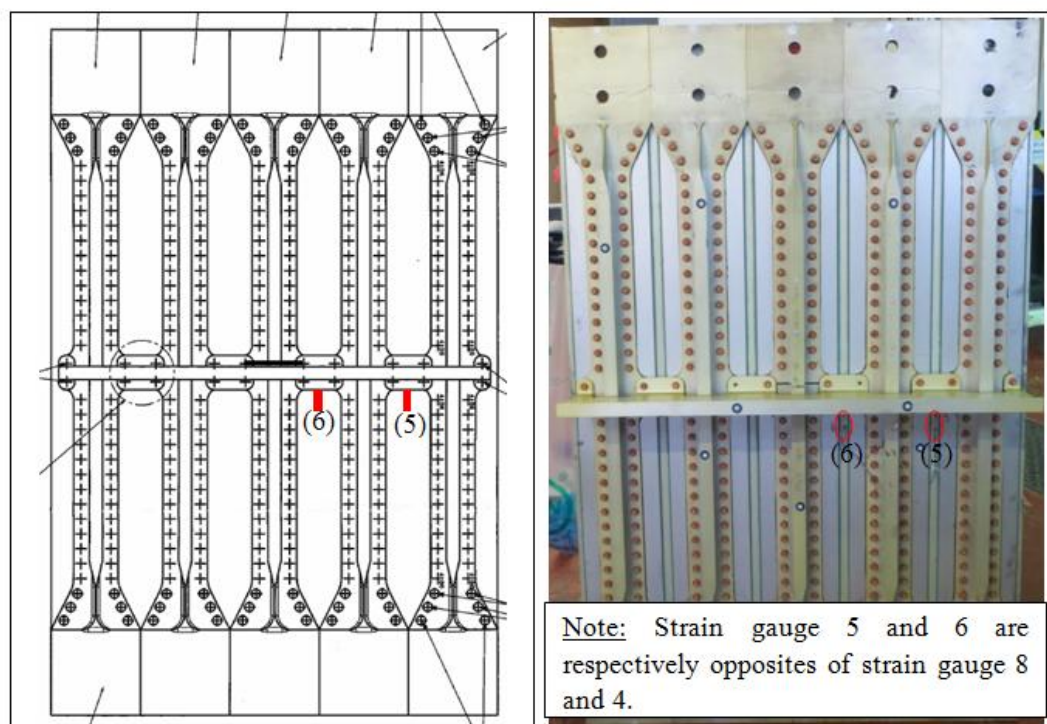 (6)
(5)
(6)
(5)
Note: Strain gauge 5 and 6 are
respectively opposites of strain gauge 8
and 4.